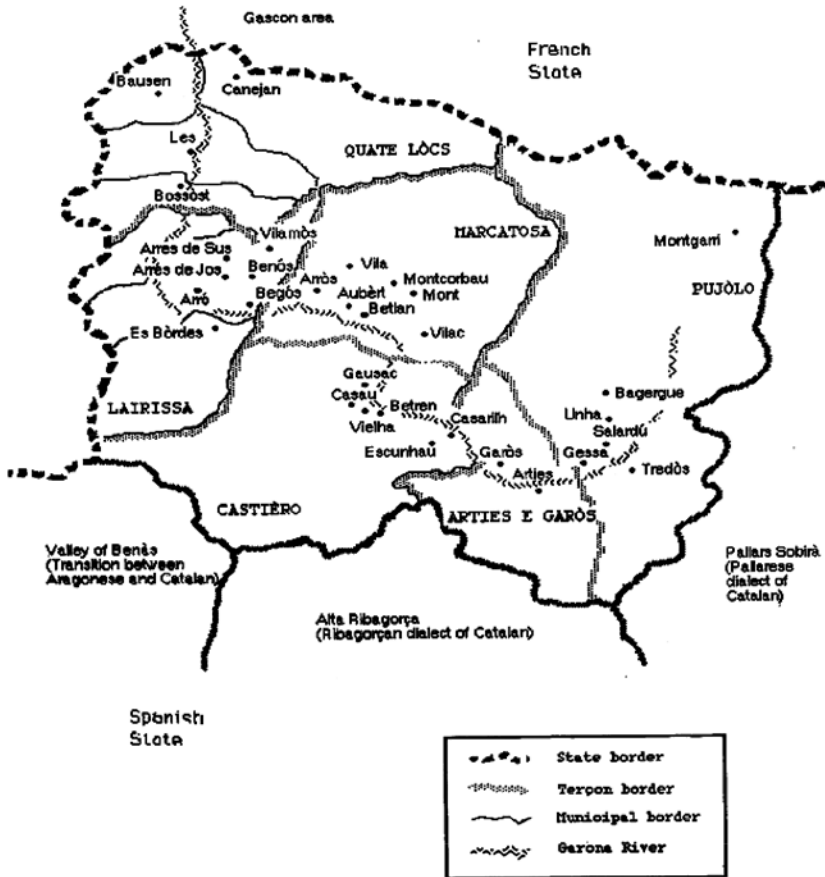 Gascon area
French
State
Bausen
Canejan
Les
QUATE LÒCS
Bossòst
Vilamòs
MARCATOSA
Montgarri
Arres de Sus
Vila
Arres de Jos
Benós
Arròs
Montcorbau
PUJÒLO
Mont
Arró
Begós
Aubèrt
Betlan
Es Bòrdes
Vilac
Gausac
Bagergue
LAIRISSA
Casau
Betren
Casarilh
Unha
Vielha
Salardú
Escunhau
Garòs
Gessa
Arties
Tredòs
CASTIÈRO
ARTIES E GARÒS
Valley of Benàs
(Transition between
Aragonese and Catalan)
Pallars Sobirà
(Pallarese
dialect of
Catalan)
Alta Ribagorça
(Ribagorçan dialect of Catalan)
Spanish
State
State border
Terçon border
Municipal border
Garona River